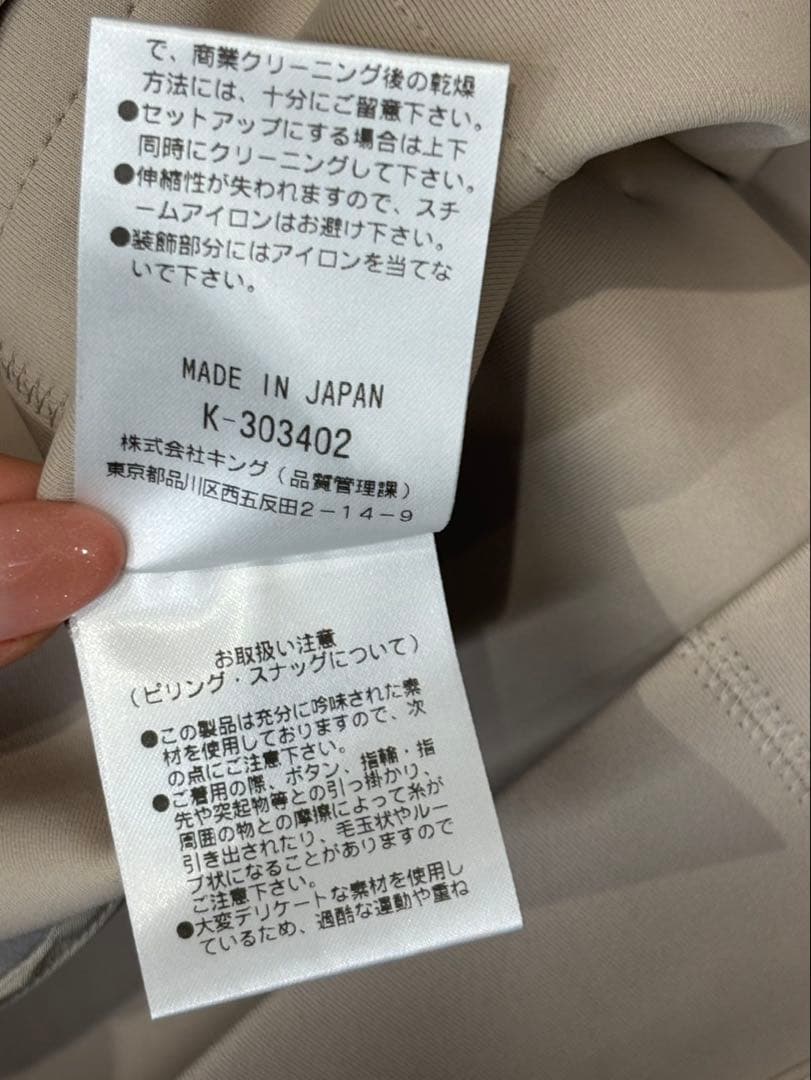 で、商業クリーニング後の乾燥
方法には、十分にご留意下さい。
●セットアップにする場合は上下
同時にクリーニングして下さい。
●伸縮性が失われますので、スチ
ームアイロンはお避け下さい。
●装飾部分にはアイロンを当てな
いで下さい。
MADE IN JAPAN
K-303402
株式会社キング(品質管理課)
東京都品川区西五反田2-14-9
お取扱い注意
(ピリング・スナッグについて)
●この製品は充分に吟味された素
材を使用しておりますので、次
の点にご注意下さい。
●ご着用の際、ボタン、指輪・指
先や突起物等との引っ掛かり、
周囲の物との摩擦によって糸が
引き出されたり、毛玉状やルー
プ状になることがありますので
ご注意下さい。
●大変デリケートな素材を使用し
ているため、過酷な運動や重ね